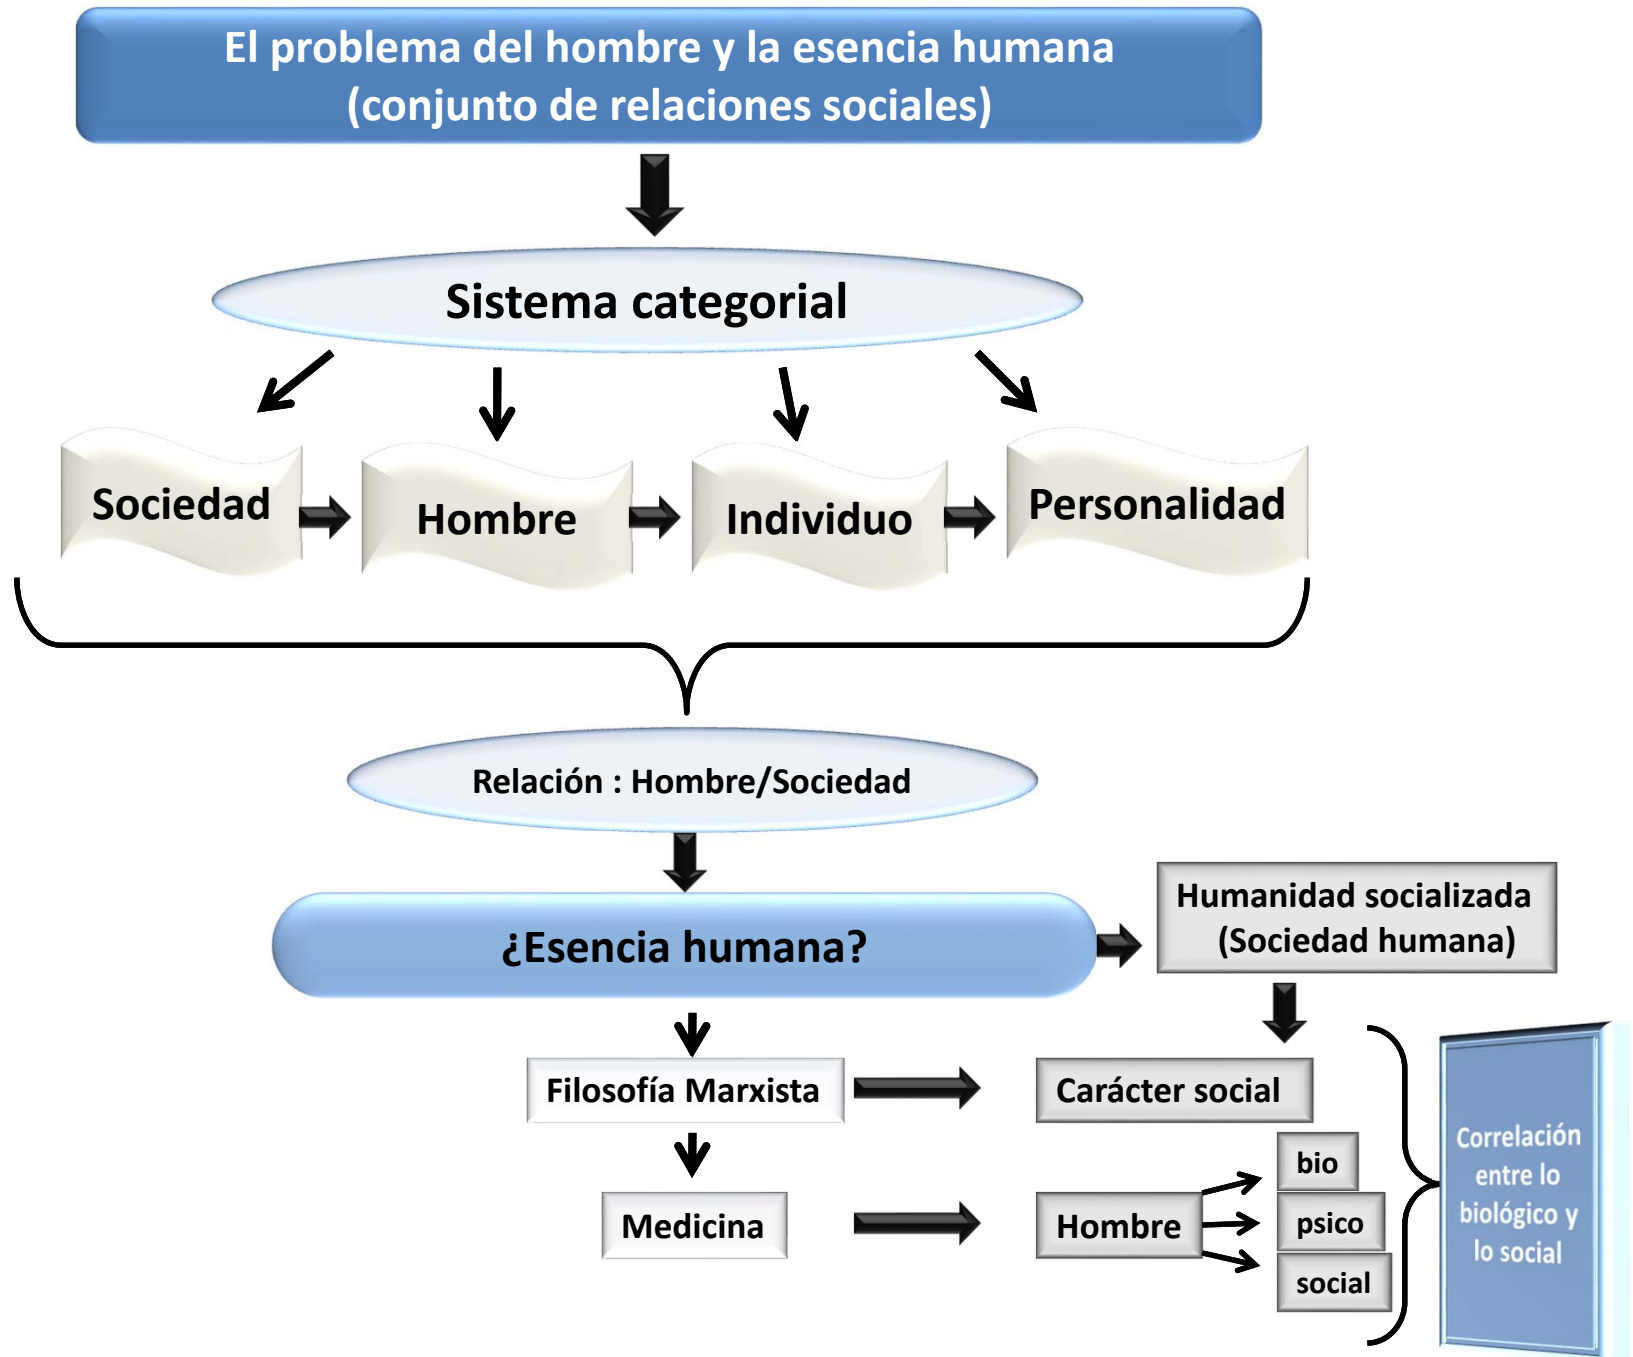 El problema del hombre y la esencia humana
(conjunto de relaciones sociales)
Sistema categorial
Sociedad
Hombre
Individuo
Personalidad
Relación : Hombre/Sociedad
¿Esencia humana?
Humanidad socializada
(Sociedad humana)
Filosofía Marxista
Carácter social
Medicina
Hombre
bio
psico
social
Correlación
entre lo
biológico y
lo social